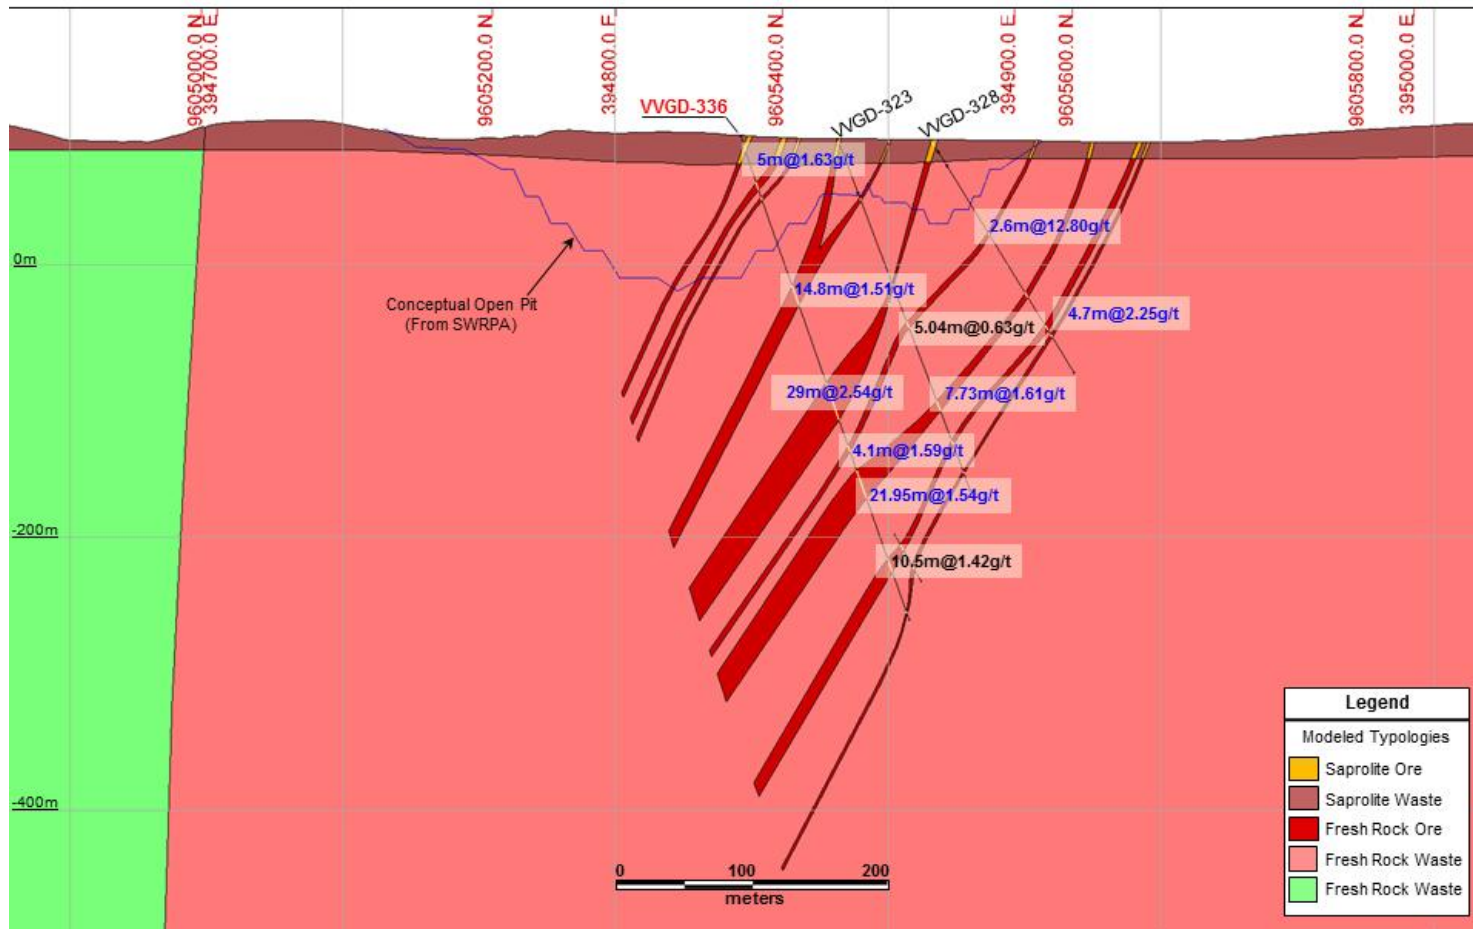 9605000.0 N
394700.0 E
9605200.0 N
394800.0 E
9605400.0 N
394900.0 E
9605600.0 N
9605800.0 N
395000.0 E
VVGD-336
VVGD-323
VVGD-328
5m@1.63g/t
2.6m@12.80g/t
0m
14.8m@1.51g/t
Conceptual Open Pit
(From SWRPA)
4.7m@2.25g/t
5.04m@0.63g/t
29m@2.54g/t
7.73m@1.61g/t
4.1m@1.59g/t
21.95m@1.54g/t
-200m
10.5m@1.42g/t
-400m
0 100 200
meters
Legend
Modeled Typologies
Saprolite Ore
Saprolite Waste
Fresh Rock Ore
Fresh Rock Waste
Fresh Rock Waste